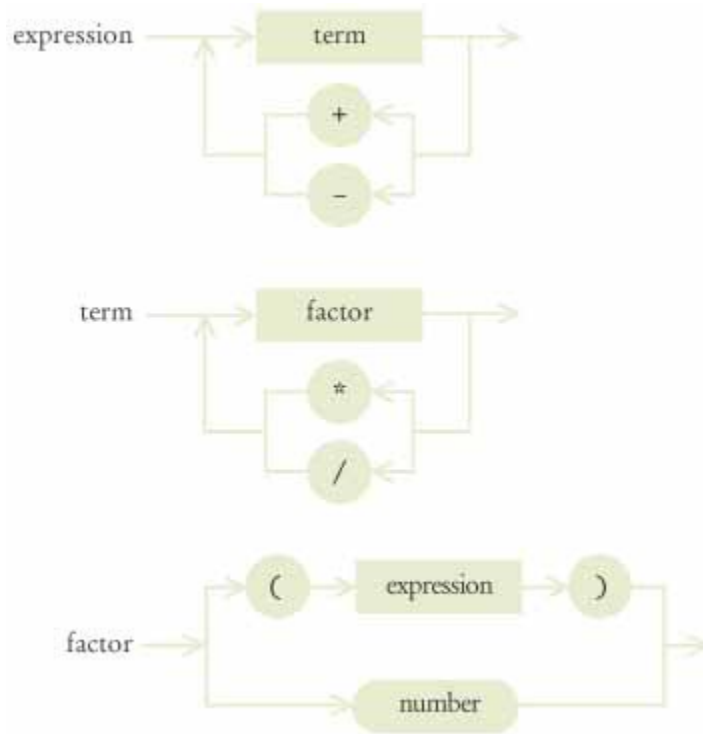 expression term
+
-
term factor
*
/
( expression )
factor
number